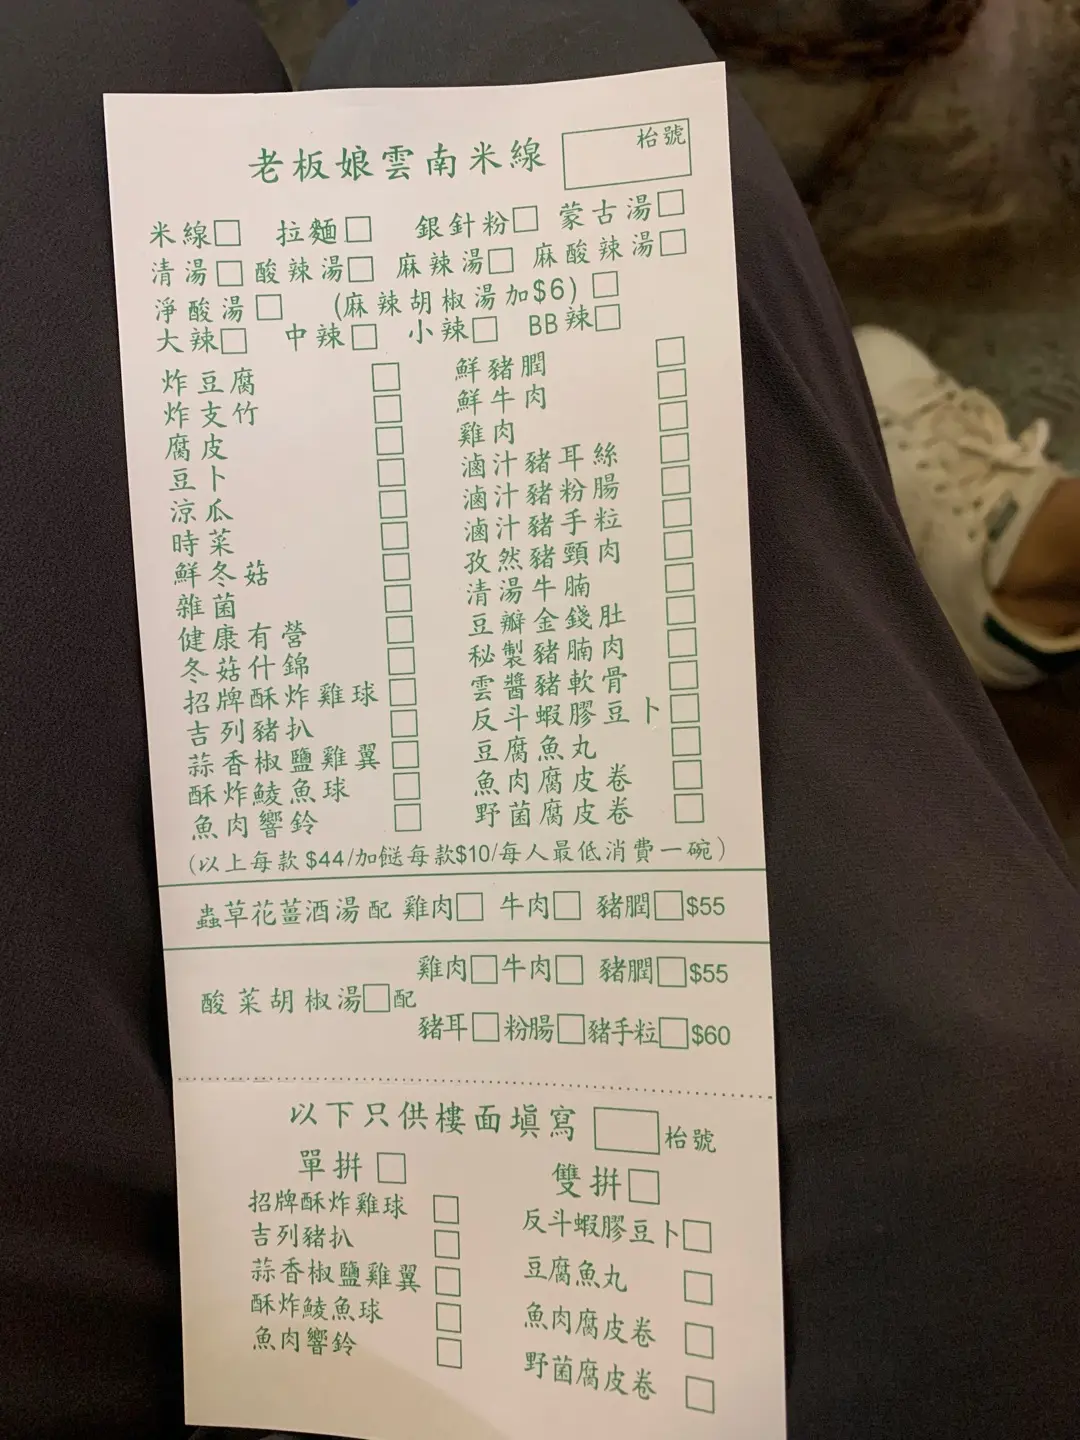 老板娘雲南米線 枱號
米線□ 拉麵□ 銀針粉□ 蒙古湯□
清湯□ 酸辣湯□ 麻辣湯□ 麻酸辣湯□
淨酸湯□ (麻辣胡椒湯加$6)□
大辣□ 中辣□ 小辣□ BB辣□
炸豆腐□ 鮮豬膶□
炸支竹□ 鮮牛肉□
腐皮□ 雞肉□
豆卜□ 滷汁豬耳絲□
涼瓜□ 滷汁豬粉腸□
時菜□ 滷汁豬手粒□
鮮冬菇□ 孜然豬頸肉□
雜菌□ 清湯牛腩□
健康有營□ 豆瓣金錢肚□
冬菇什錦□ 秘製豬腩肉□
招牌酥炸雞球□ 雲醬豬軟骨□
吉列豬扒□ 反斗蝦膠豆卜□
蒜香椒鹽雞翼□ 豆腐魚丸□
酥炸鯪魚球□ 魚肉腐皮卷□
魚肉響鈴□ 野菌腐皮卷□
(以上每款$44/加餸每款$10/每人最低消費一碗)
蟲草花薑酒湯配 雞肉□ 牛肉□ 豬膶□$55
雞肉□牛肉□ 豬膶□$55
酸菜胡椒湯□配
豬耳□粉腸□豬手粒□$60
以下只供樓面填寫 枱號
單拼□ 雙拼□
招牌酥炸雞球□ 反斗蝦膠豆卜□
吉列豬扒□ 豆腐魚丸□
蒜香椒鹽雞翼□ 魚肉腐皮卷□
酥炸鯪魚球□ 野菌腐皮卷□
魚肉響鈴□